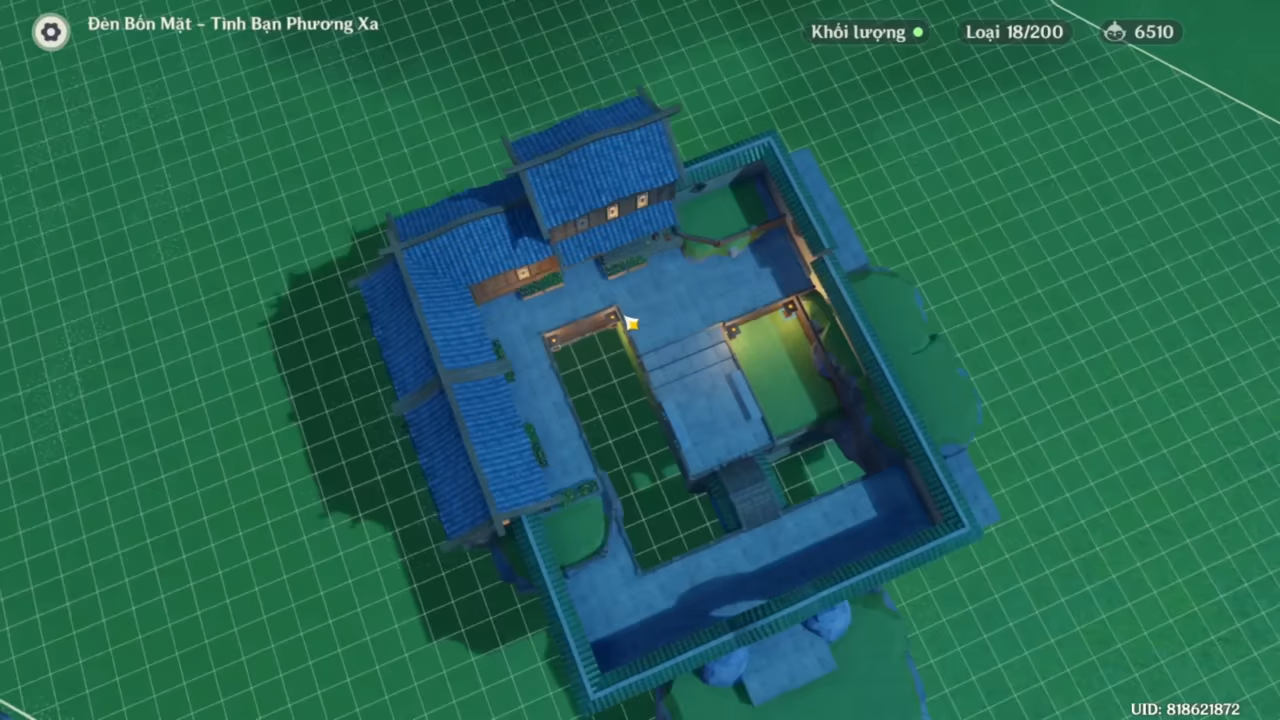 Đèn Bốn Mặt – Tình Bạn Phương Xa
Khối lượng
Loại 18/200
6510
UID: 818621872